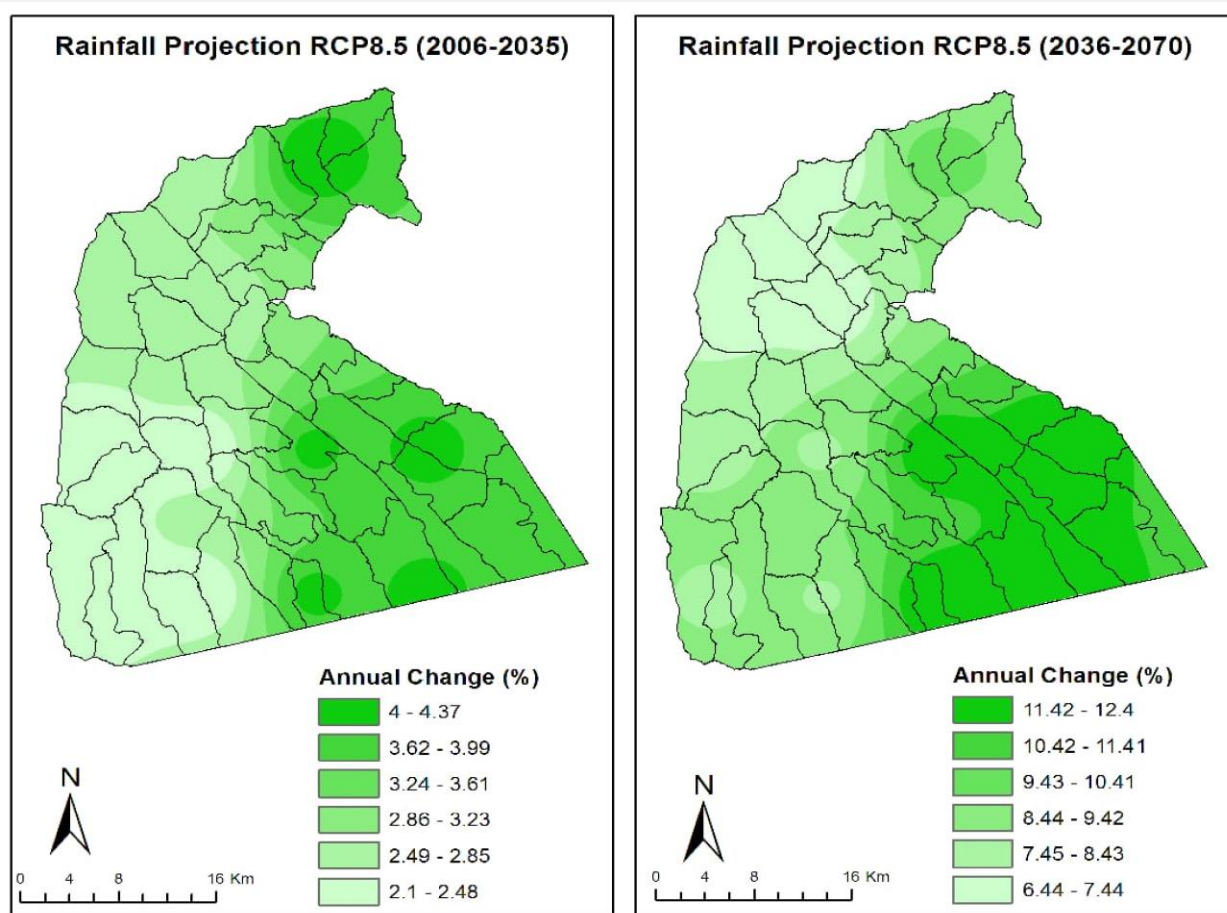 Rainfall Projection RCP8.5 (2006-2035)
Annual Change (%)
4 - 4.37
3.62 - 3.99
3.24 - 3.61
2.86 - 3.23
2.49 - 2.85
2.1 - 2.48
N
0 4 8 16 Km
Rainfall Projection RCP8.5 (2036-2070)
Annual Change (%)
11.42 - 12.4
10.42 - 11.41
9.43 - 10.41
8.44 - 9.42
7.45 - 8.43
6.44 - 7.44
N
0 4 8 16 Km